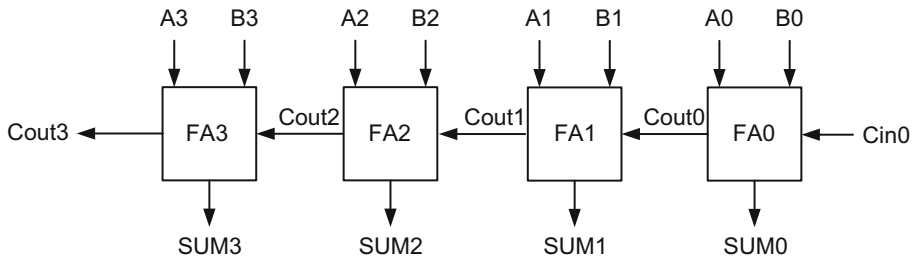 A3 B3 A2 B2 A1 B1 A0 B0
Cout3 FA3 Cout2 FA2 Cout1 FA1 Cout0 FA0 Cin0
SUM3 SUM2 SUM1 SUM0